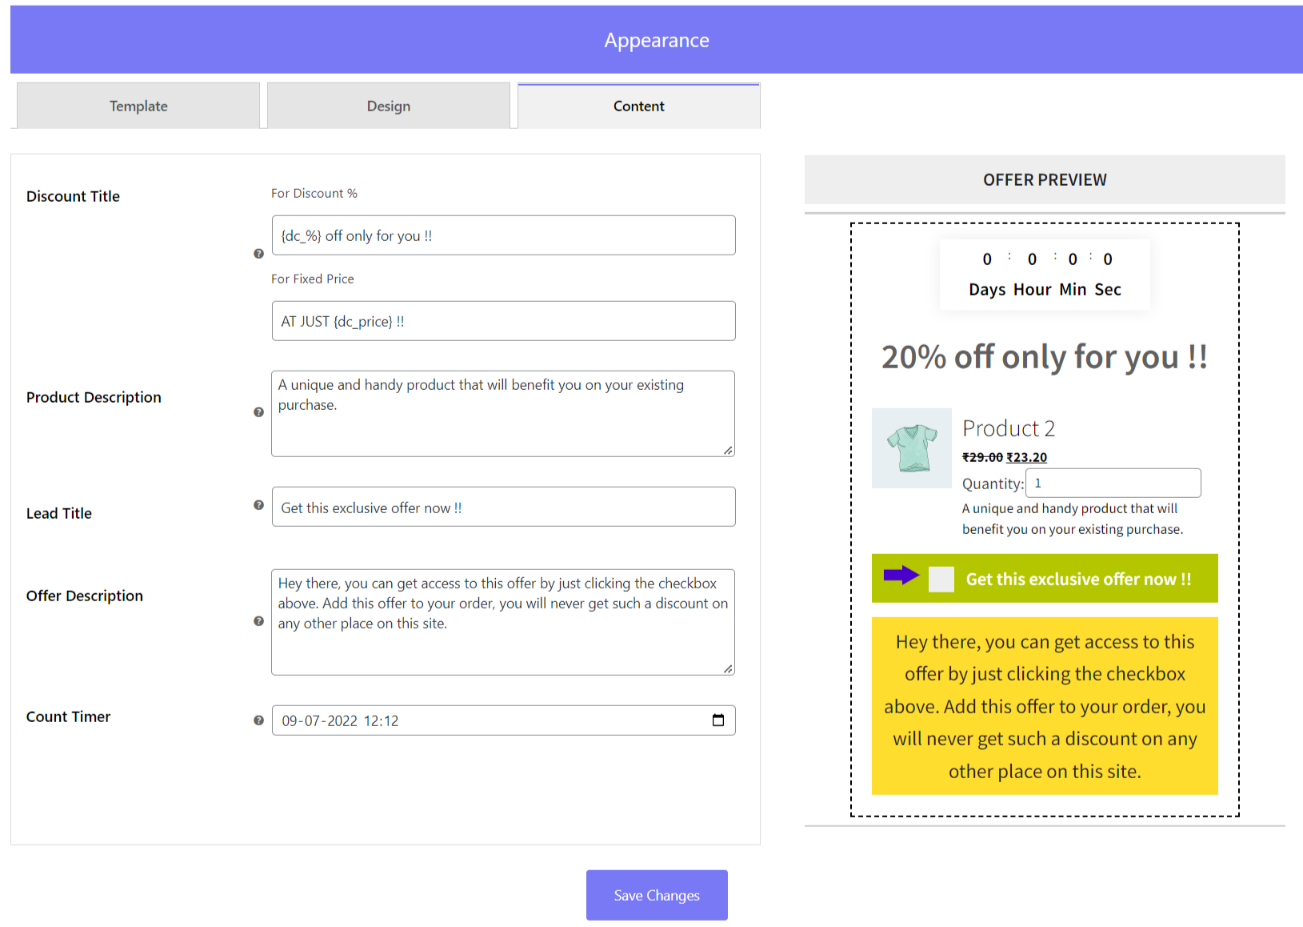 Appearance
Template
Design
Content
Discount Title
For Discount %
{dc_%} off only for you !!
For Fixed Price
AT JUST {dc_price} !!
Product Description
A unique and handy product that will benefit you on your existing
purchase.
Lead Title
Get this exclusive offer now !!
Offer Description
Hey there, you can get access to this offer by just clicking the checkbox
above. Add this offer to your order, you will never get such a discount on
any other place on this site.
Count Timer
09-07-2022 12:12
OFFER PREVIEW
0 : 0 : 0 : 0
Days Hour Min Sec
20% off only for you !!
Product 2
₹29.00 ₹23.20
Quantity: 1
A unique and handy product that will
benefit you on your existing purchase.
Get this exclusive offer now !!
Hey there, you can get access to this
offer by just clicking the checkbox
above. Add this offer to your order, you
will never get such a discount on any
other place on this site.
Save Changes